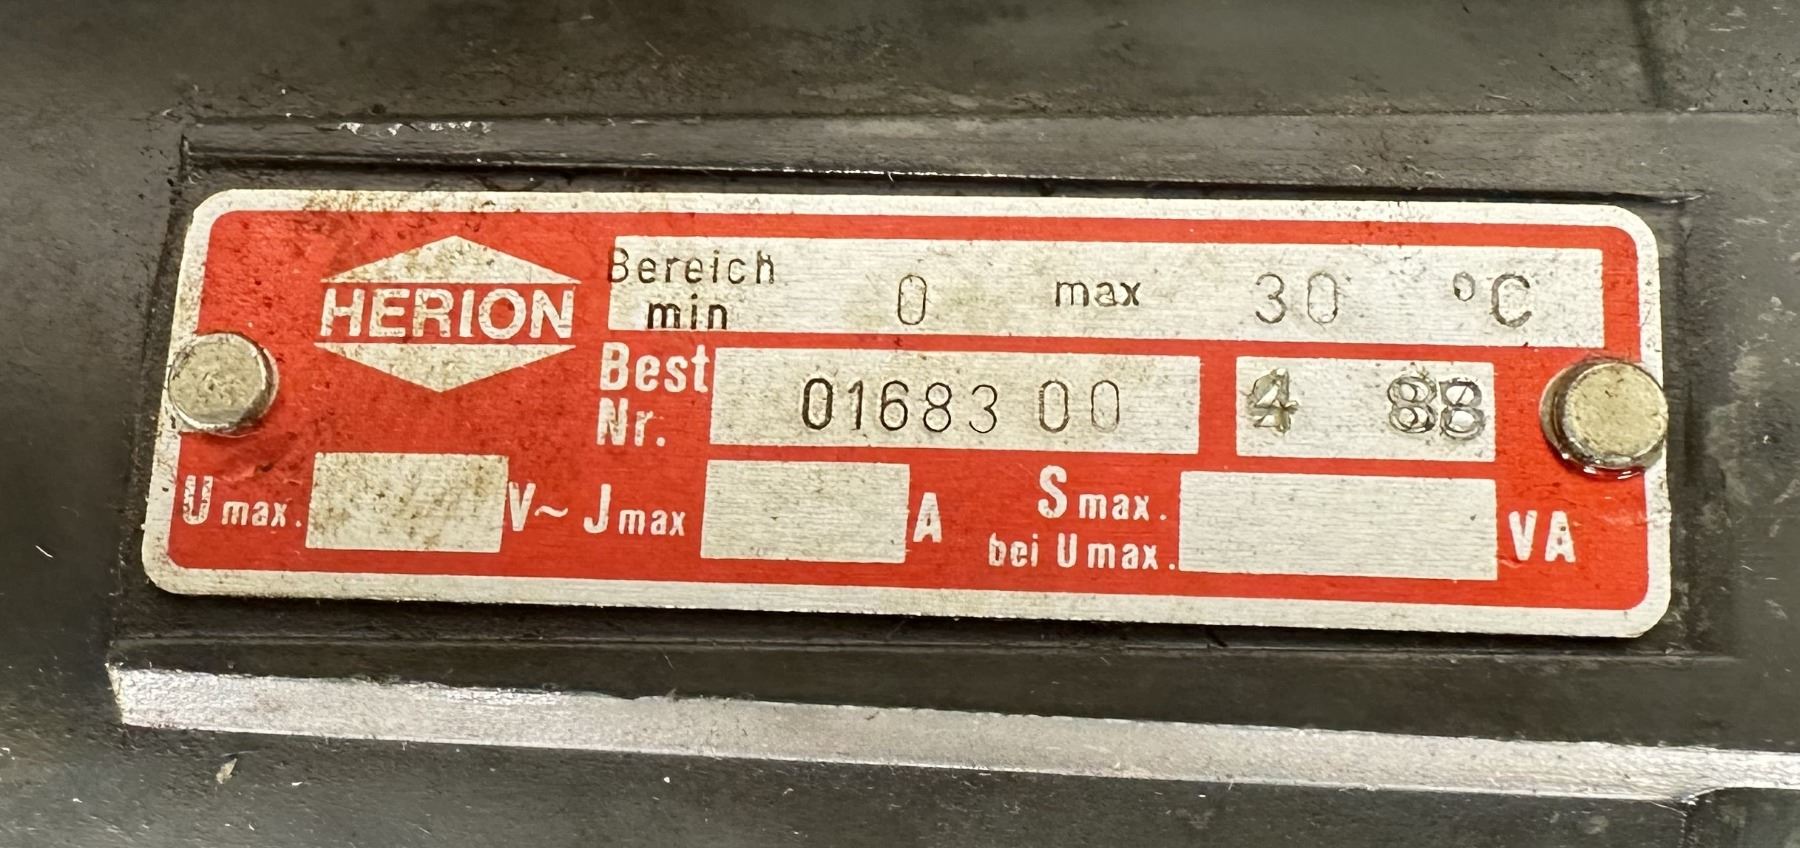 HERION
Bereich
min 0 max 30 °C
Best
Nr. 01683 00 4 88
U max. V~ J max A S max.
bei U max. VA